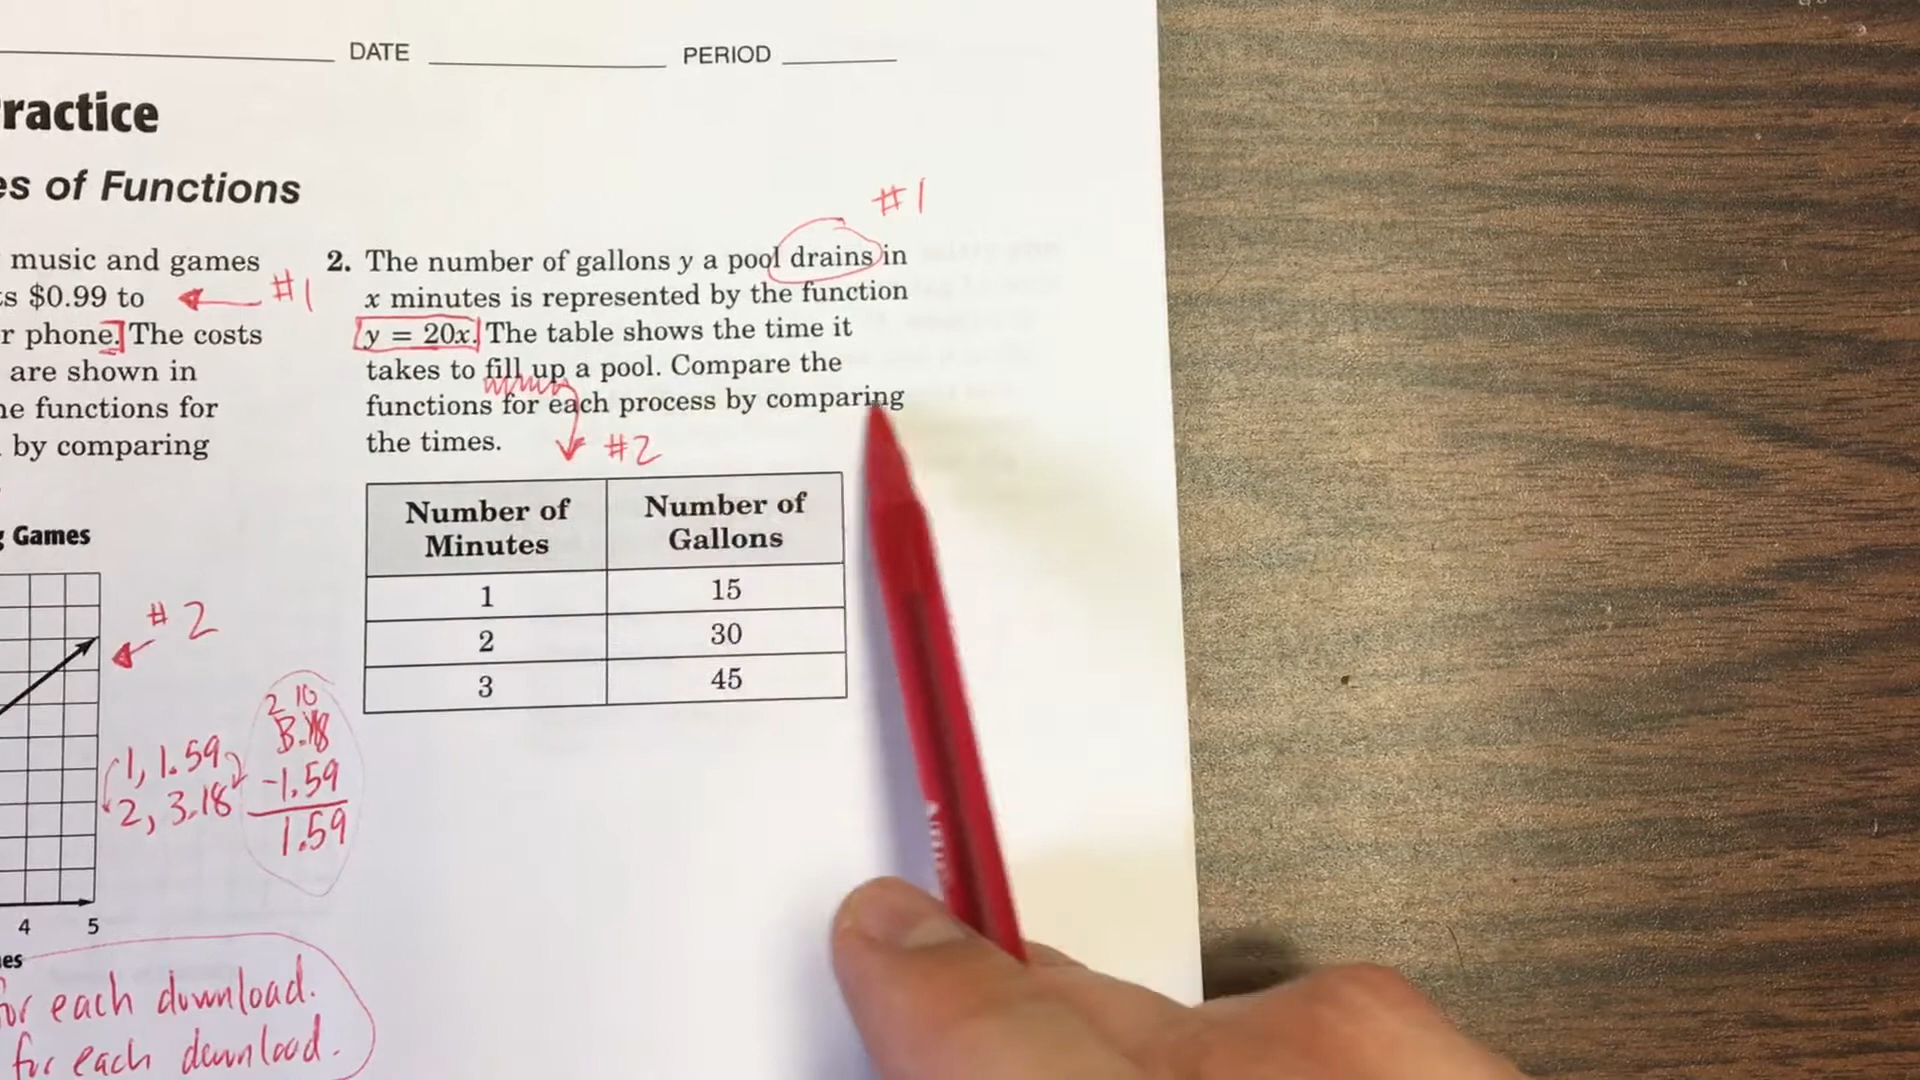 DATE PERIOD
ractice
es of Functions
music and games
s $0.99 to
#1
r phone. The costs
are shown in
e functions for
by comparing
Games
#2
1, 1.59
2, 3.18
2 10
3.18
-1.59
1.59
4 5
es
for each download.
for each download.
#1
2. The number of gallons y a pool drains in
x minutes is represented by the function
y = 20x. The table shows the time it
takes to fill up a pool. Compare the
functions for each process by comparing
the times.
#2
Number of Minutes Number of Gallons
1 15
2 30
3 45